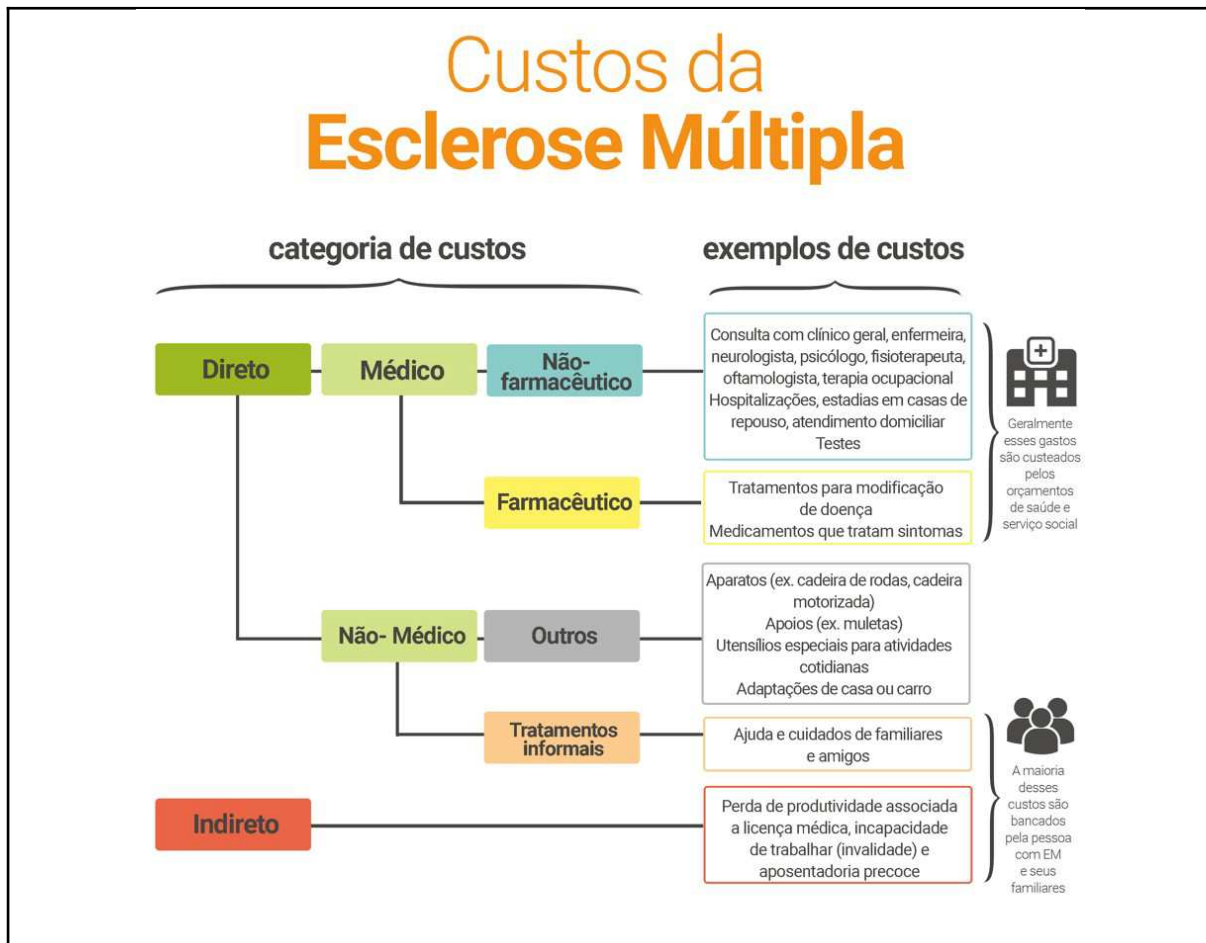 Custos da
Esclerose Múltipla
categoria de custos
exemplos de custos
Direto
Médico
Não-
farmacêutico
Consulta com clínico geral, enfermeira,
neurologista, psicólogo, fisioterapeuta,
oftamologista, terapia ocupacional
Hospitalizações, estadias em casas de
repouso, atendimento domiciliar
Testes
Geralmente
esses gastos
são custeados
pelos
orçamentos
de saúde e
serviço social
Farmacêutico
Tratamentos para modificação
de doença
Medicamentos que tratam sintomas
Não- Médico
Outros
Aparatos (ex. cadeira de rodas, cadeira
motorizada)
Apoios (ex. muletas)
Utensílios especiais para atividades
cotidianas
Adaptações de casa ou carro
Tratamentos
informais
Ajuda e cuidados de familiares
e amigos
A maioria
desses
custos são
bancados
pela pessoa
com EM
e seus
familiares
Indireto
Perda de produtividade associada
a licença médica, incapacidade
de trabalhar (invalidade) e
aposentadoria precoce